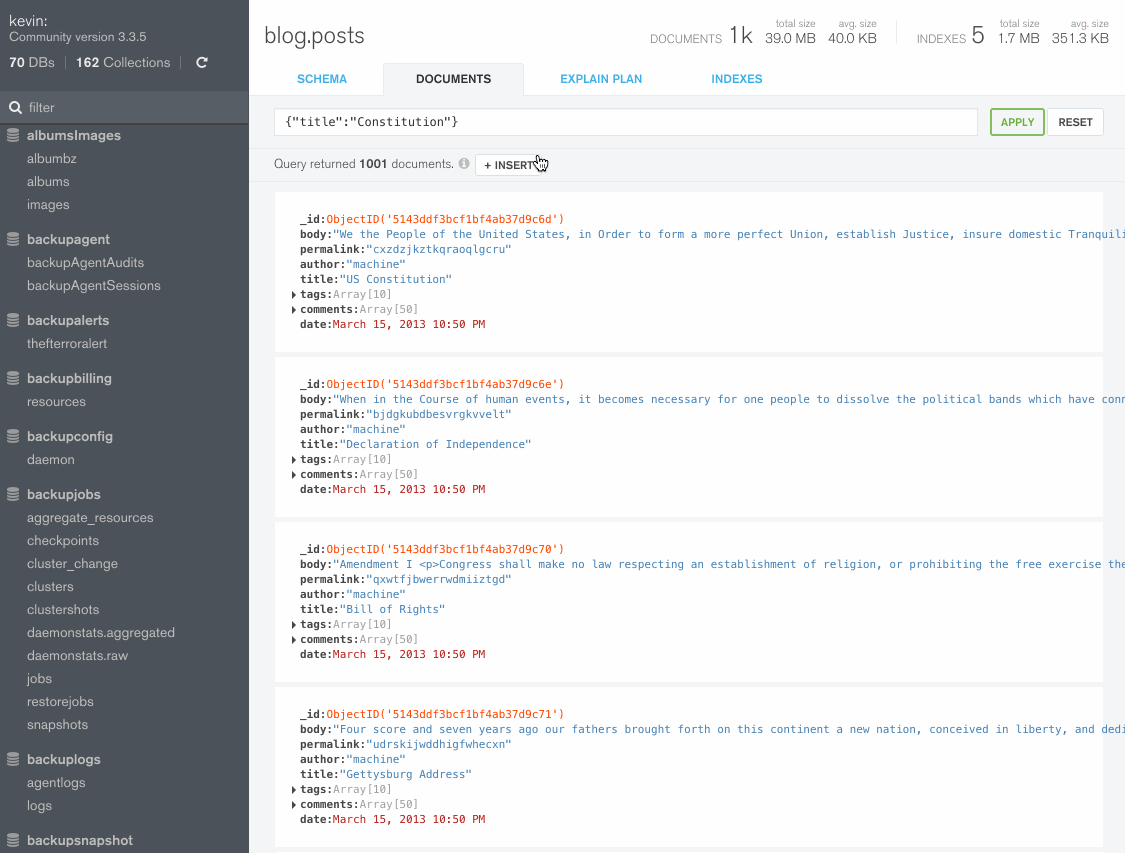 kevin:
Community version 3.3.5
70 DBs 162 Collections
filter
albumsImages
albumbz
albums
images
backupagent
backupAgentAudits
backupAgentSessions
backupalerts
thefterroralert
backupbilling
resources
backupconfig
daemon
backupjobs
aggregate_resources
checkpoints
cluster_change
clusters
clustershots
daemonstats.aggregated
daemonstats.raw
jobs
restorejobs
snapshots
backuplogs
agentlogs
logs
backupsnapshot
blog.posts
DOCUMENTS 1k total size 39.0 MB avg. size 40.0 KB
INDEXES 5 total size 1.7 MB avg. size 351.3 KB
SCHEMA DOCUMENTS EXPLAIN PLAN INDEXES
{"title":"Constitution"} APPLY RESET
Query returned 1001 documents. + INSERT
_id:ObjectID('5143ddf3bcf1bf4ab37d9c6d')
body:"We the People of the United States, in Order to form a more perfect Union, establish Justice, insure domestic Tranquili
permalink:"cxzdzjkztkqraoqlgcru"
author:"machine"
title:"US Constitution"
tags:Array[10]
comments:Array[50]
date:March 15, 2013 10:50 PM
_id:ObjectID('5143ddf3bcf1bf4ab37d9c6e')
body:"When in the Course of human events, it becomes necessary for one people to dissolve the political bands which have conn
permalink:"bjdgkubdbesvrgkvvelt"
author:"machine"
title:"Declaration of Independence"
tags:Array[10]
comments:Array[50]
date:March 15, 2013 10:50 PM
_id:ObjectID('5143ddf3bcf1bf4ab37d9c70')
body:"Amendment I <p>Congress shall make no law respecting an establishment of religion, or prohibiting the free exercise the
permalink:"qxwtfjbwerrwdmiiztgd"
author:"machine"
title:"Bill of Rights"
tags:Array[10]
comments:Array[50]
date:March 15, 2013 10:50 PM
_id:ObjectID('5143ddf3bcf1bf4ab37d9c71')
body:"Four score and seven years ago our fathers brought forth on this continent a new nation, conceived in liberty, and dedi
permalink:"udrskijwddhigfwhecxn"
author:"machine"
title:"Gettysburg Address"
tags:Array[10]
comments:Array[50]
date:March 15, 2013 10:50 PM